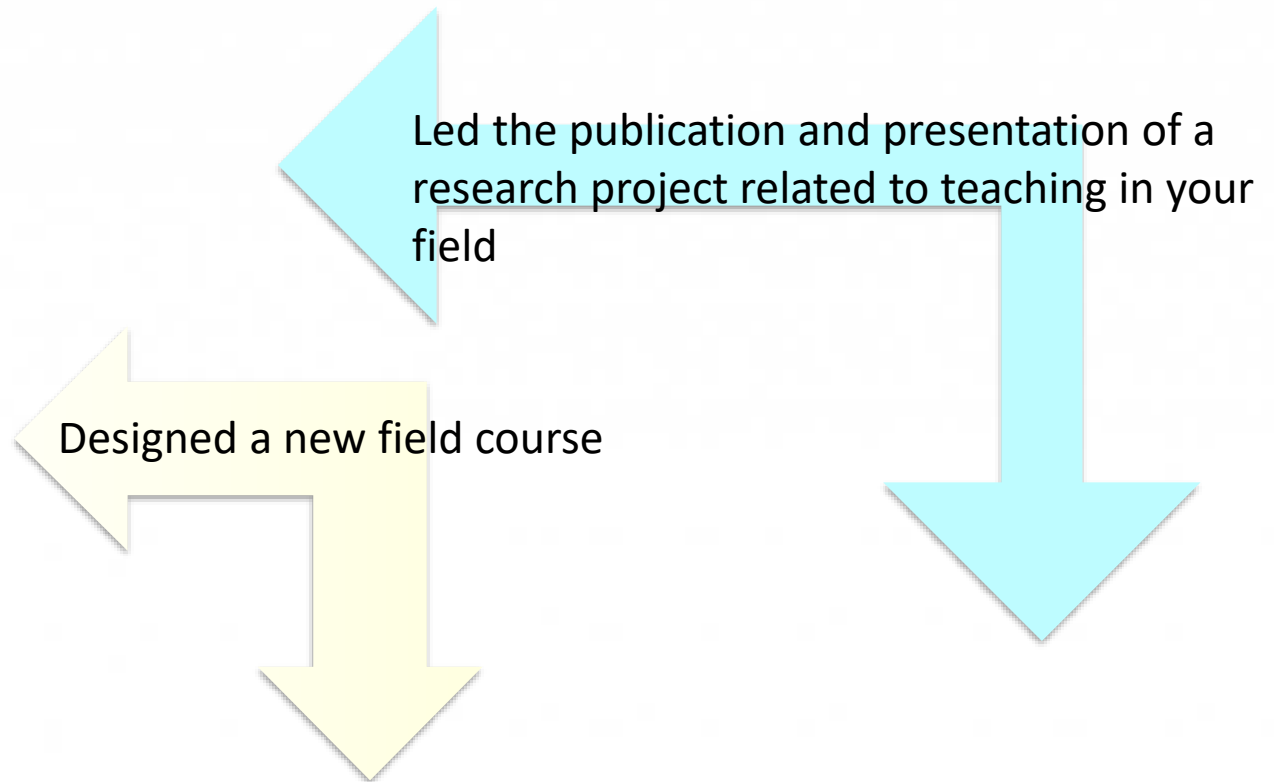 Led the publication and presentation of a
research project related to teaching in your
field
Designed a new field course